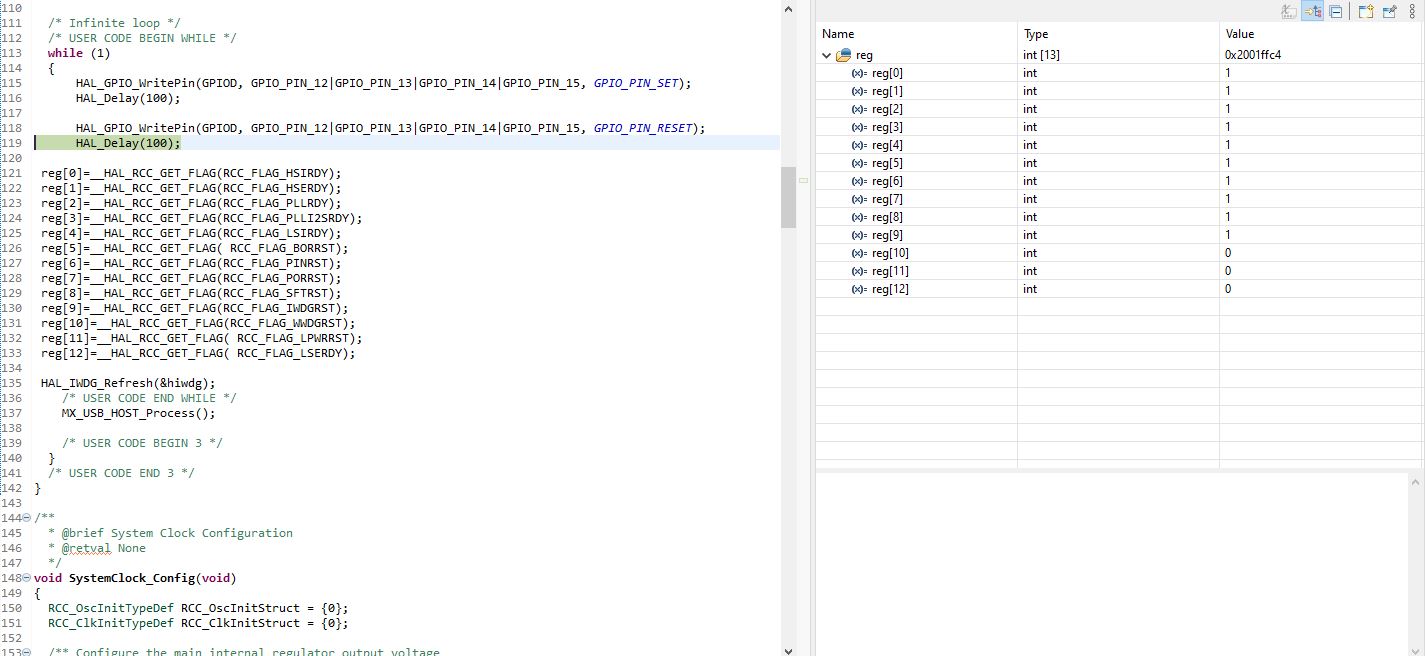 110
111 /* Infinite loop */
112 /* USER CODE BEGIN WHILE */
113 while (1)
114 {
115 HAL_GPIO_WritePin(GPIOD, GPIO_PIN_12|GPIO_PIN_13|GPIO_PIN_14|GPIO_PIN_15, GPIO_PIN_SET);
116 HAL_Delay(100);
117
118 HAL_GPIO_WritePin(GPIOD, GPIO_PIN_12|GPIO_PIN_13|GPIO_PIN_14|GPIO_PIN_15, GPIO_PIN_RESET);
119 HAL_Delay(100);
120
121 reg[0]=__HAL_RCC_GET_FLAG(RCC_FLAG_HSIRDY);
122 reg[1]=__HAL_RCC_GET_FLAG(RCC_FLAG_HSERDY);
123 reg[2]=__HAL_RCC_GET_FLAG(RCC_FLAG_PLLRDY);
124 reg[3]=__HAL_RCC_GET_FLAG(RCC_FLAG_PLLI2SRDY);
125 reg[4]=__HAL_RCC_GET_FLAG(RCC_FLAG_LSIRDY);
126 reg[5]=__HAL_RCC_GET_FLAG( RCC_FLAG_BORRST);
127 reg[6]=__HAL_RCC_GET_FLAG(RCC_FLAG_PINRST);
128 reg[7]=__HAL_RCC_GET_FLAG(RCC_FLAG_PORRST);
129 reg[8]=__HAL_RCC_GET_FLAG(RCC_FLAG_SFTRST);
130 reg[9]=__HAL_RCC_GET_FLAG(RCC_FLAG_IWDGRST);
131 reg[10]=__HAL_RCC_GET_FLAG(RCC_FLAG_WWDGRST);
132 reg[11]=__HAL_RCC_GET_FLAG( RCC_FLAG_LPWRRST);
133 reg[12]=__HAL_RCC_GET_FLAG( RCC_FLAG_LSERDY);
134
135 HAL_IWDG_Refresh(&hiwdg);
136 /* USER CODE END WHILE */
137 MX_USB_HOST_Process();
138
139 /* USER CODE BEGIN 3 */
140 }
141 /* USER CODE END 3 */
142 }
143
144 /**
145 * @brief System Clock Configuration
146 * @retval None
147 */
148 void SystemClock_Config(void)
149 {
150 RCC_OscInitTypeDef RCC_OscInitStruct = {0};
151 RCC_ClkInitTypeDef RCC_ClkInitStruct = {0};
152
153 /** Configure the main internal regulator output voltage
Name Type Value
reg int [13] 0x2001ffc4
(x)= reg[0] int 1
(x)= reg[1] int 1
(x)= reg[2] int 1
(x)= reg[3] int 1
(x)= reg[4] int 1
(x)= reg[5] int 1
(x)= reg[6] int 1
(x)= reg[7] int 1
(x)= reg[8] int 1
(x)= reg[9] int 1
(x)= reg[10] int 0
(x)= reg[11] int 0
(x)= reg[12] int 0